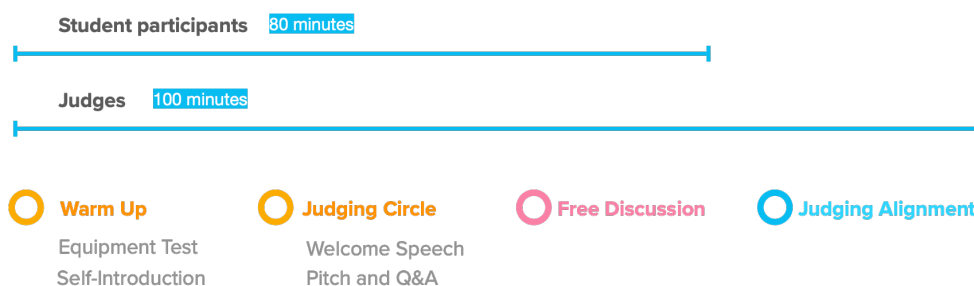 Student participants 80 minutes
Judges 100 minutes
Warm Up
Equipment Test
Self-Introduction
Judging Circle
Welcome Speech
Pitch and Q&A
Free Discussion
Judging Alignment